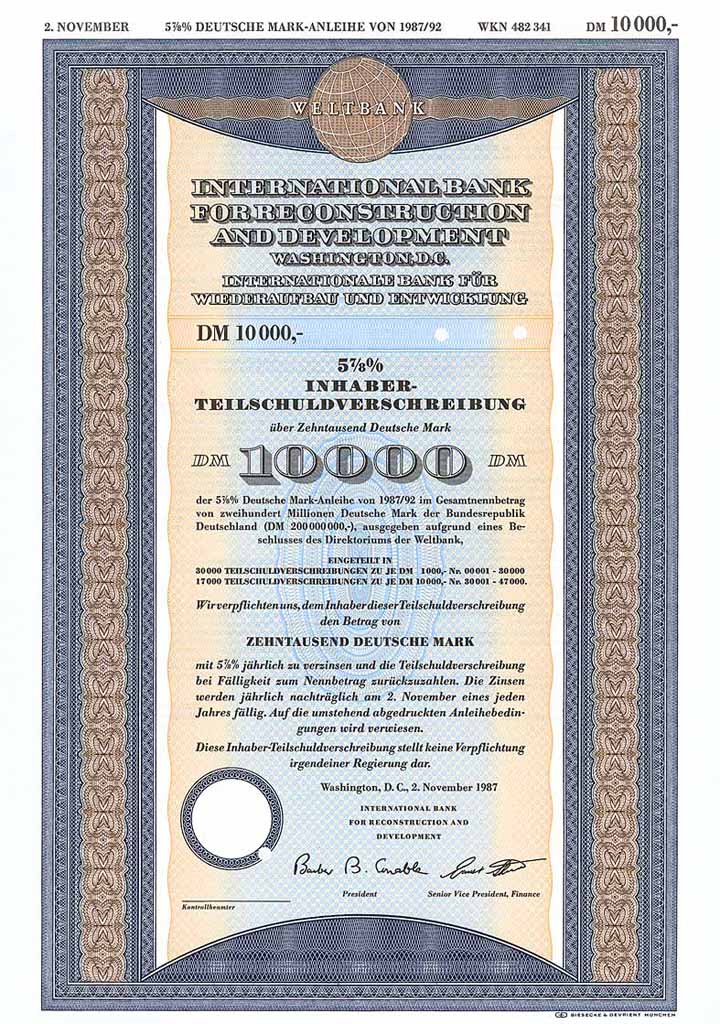 2. NOVEMBER 5⅞% DEUTSCHE MARK-ANLEIHE VON 1987/92 WKN 482 341 DM 10 000,-
WELTBANK
INTERNATIONAL BANK
FOR RECONSTRUCTION
AND DEVELOPMENT
WASHINGTON, D.C.
INTERNATIONALE BANK FÜR
WIEDERAUFBAU UND ENTWICKLUNG
DM 10 000,-
5⅞%
INHABER-
TEILSCHULDVERSCHREIBUNG
über Zehntausend Deutsche Mark
DM 10000 DM
der 5⅞% Deutsche Mark-Anleihe von 1987/92 im Gesamtnennbetrag
von zweihundert Millionen Deutsche Mark der Bundesrepublik
Deutschland (DM 200 000 000,-), ausgegeben aufgrund eines Be-
schlusses des Direktoriums der Weltbank,
EINGETEILT IN
30 000 TEILSCHULDVERSCHREIBUNGEN ZU JE DM 1 000,- Nr. 00001 - 30000
17 000 TEILSCHULDVERSCHREIBUNGEN ZU JE DM 10 000,- Nr. 30001 - 47000.
Wir verpflichten uns, dem Inhaber dieser Teilschuldverschreibung
den Betrag von
ZEHNTAUSEND DEUTSCHE MARK
mit 5⅞% jährlich zu verzinsen und die Teilschuldverschreibung
bei Fälligkeit zum Nennbetrag zurückzuzahlen. Die Zinsen
werden jährlich nachträglich am 2. November eines jeden
Jahres fällig. Auf die umstehend abgedruckten Anleihebedin-
gungen wird verwiesen.
Diese Inhaber-Teilschuldverschreibung stellt keine Verpflichtung
irgendeiner Regierung dar.
Washington, D. C., 2. November 1987
INTERNATIONAL BANK
FOR RECONSTRUCTION AND
DEVELOPMENT
Barber B. Conable
President Senior Vice President, Finance
Kontrollbeamter
GIESECKE & DEVRIENT MÜNCHEN